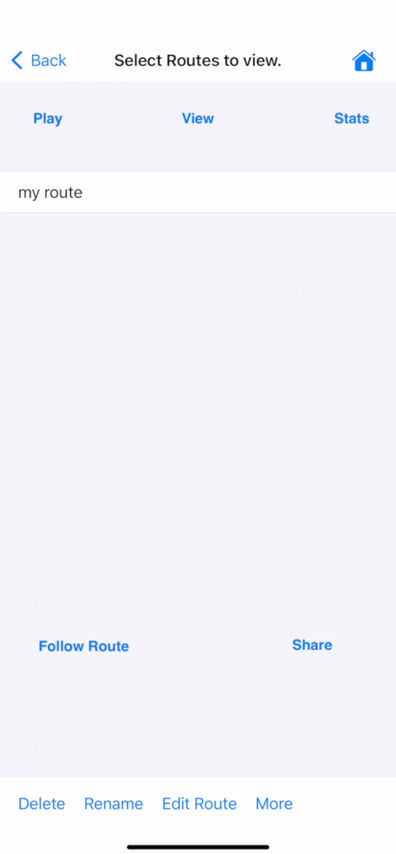 Back Select Routes to view.
Play View Stats
my route
Follow Route Share
Delete Rename Edit Route More